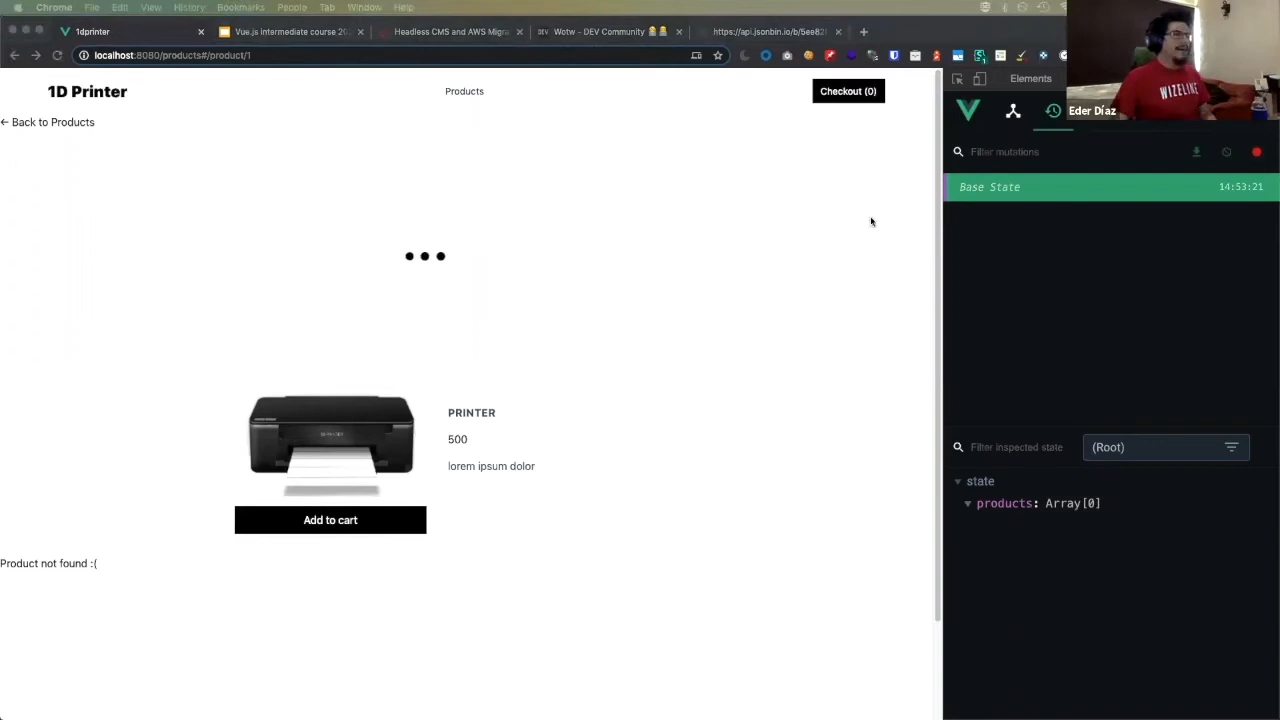 Chrome File Edit View History Bookmarks People Tab Window Help
1dprinter
Vue.js intermediate course 202
Headless CMS and AWS Migra
Wotw - DEV Community
https://api.jsonbin.io/b/5ee82
localhost:8080/products#/product/1
1D Printer
Products
Checkout (0)
← Back to Products
PRINTER
500
lorem ipsum dolor
Add to cart
Product not found :(
Elements
WIZELINE
Eder Díaz
Filter mutations
Base State
14:53:21
Filter inspected state
(Root)
state
products: Array[0]